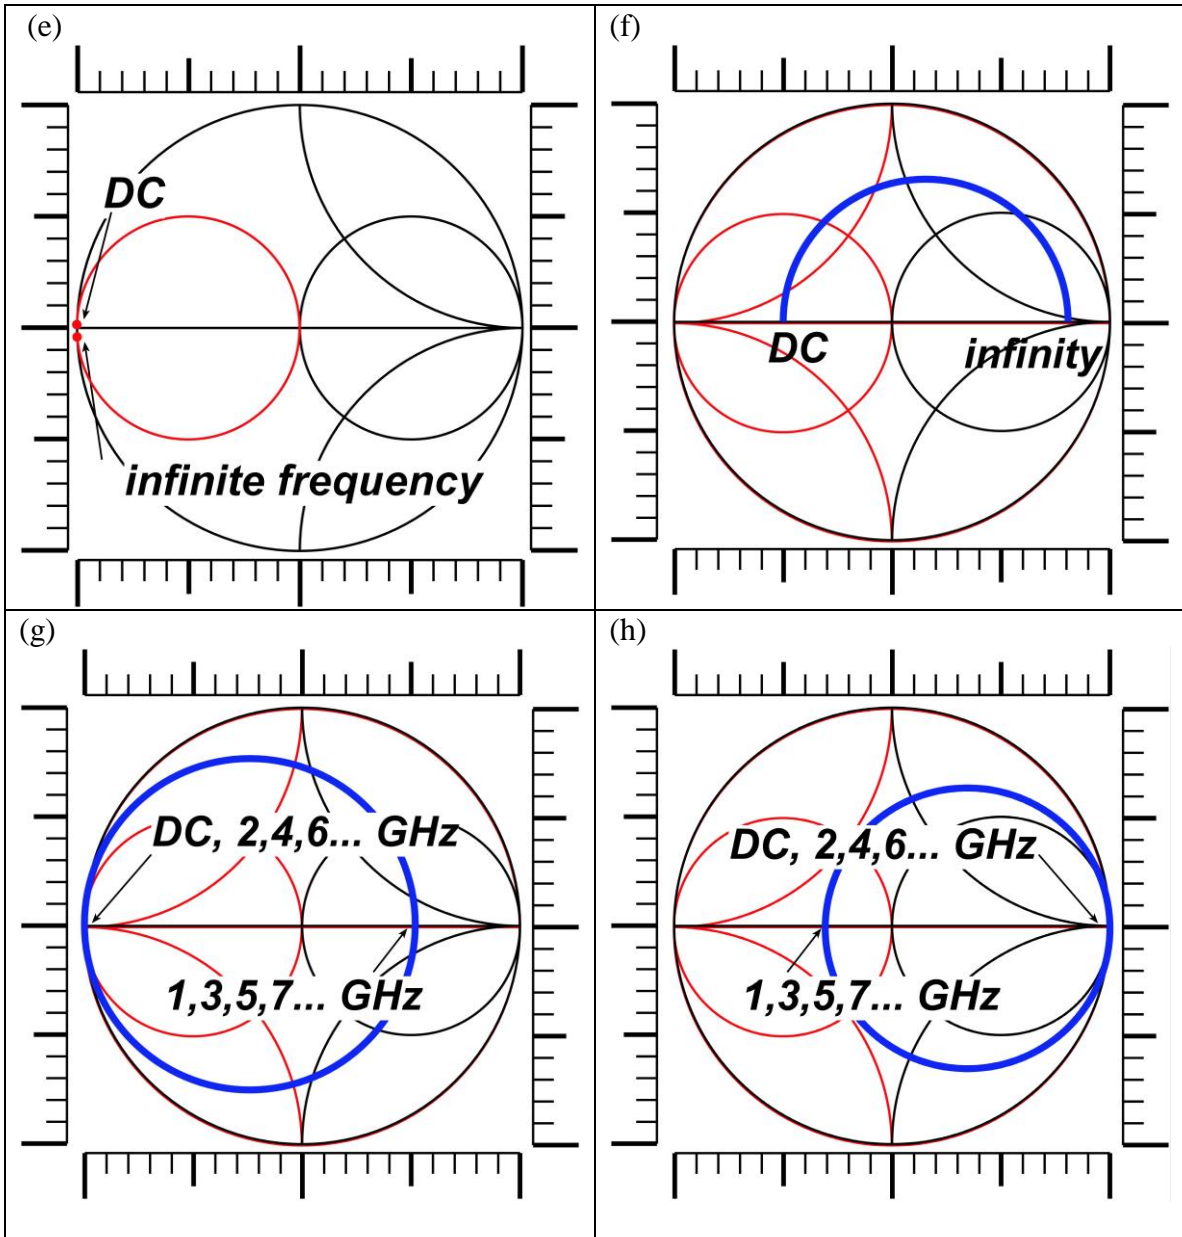 (e)
DC
infinite frequency
(f)
DC
infinity
(g)
DC, 2,4,6... GHz
1,3,5,7... GHz
(h)
DC, 2,4,6... GHz
1,3,5,7... GHz